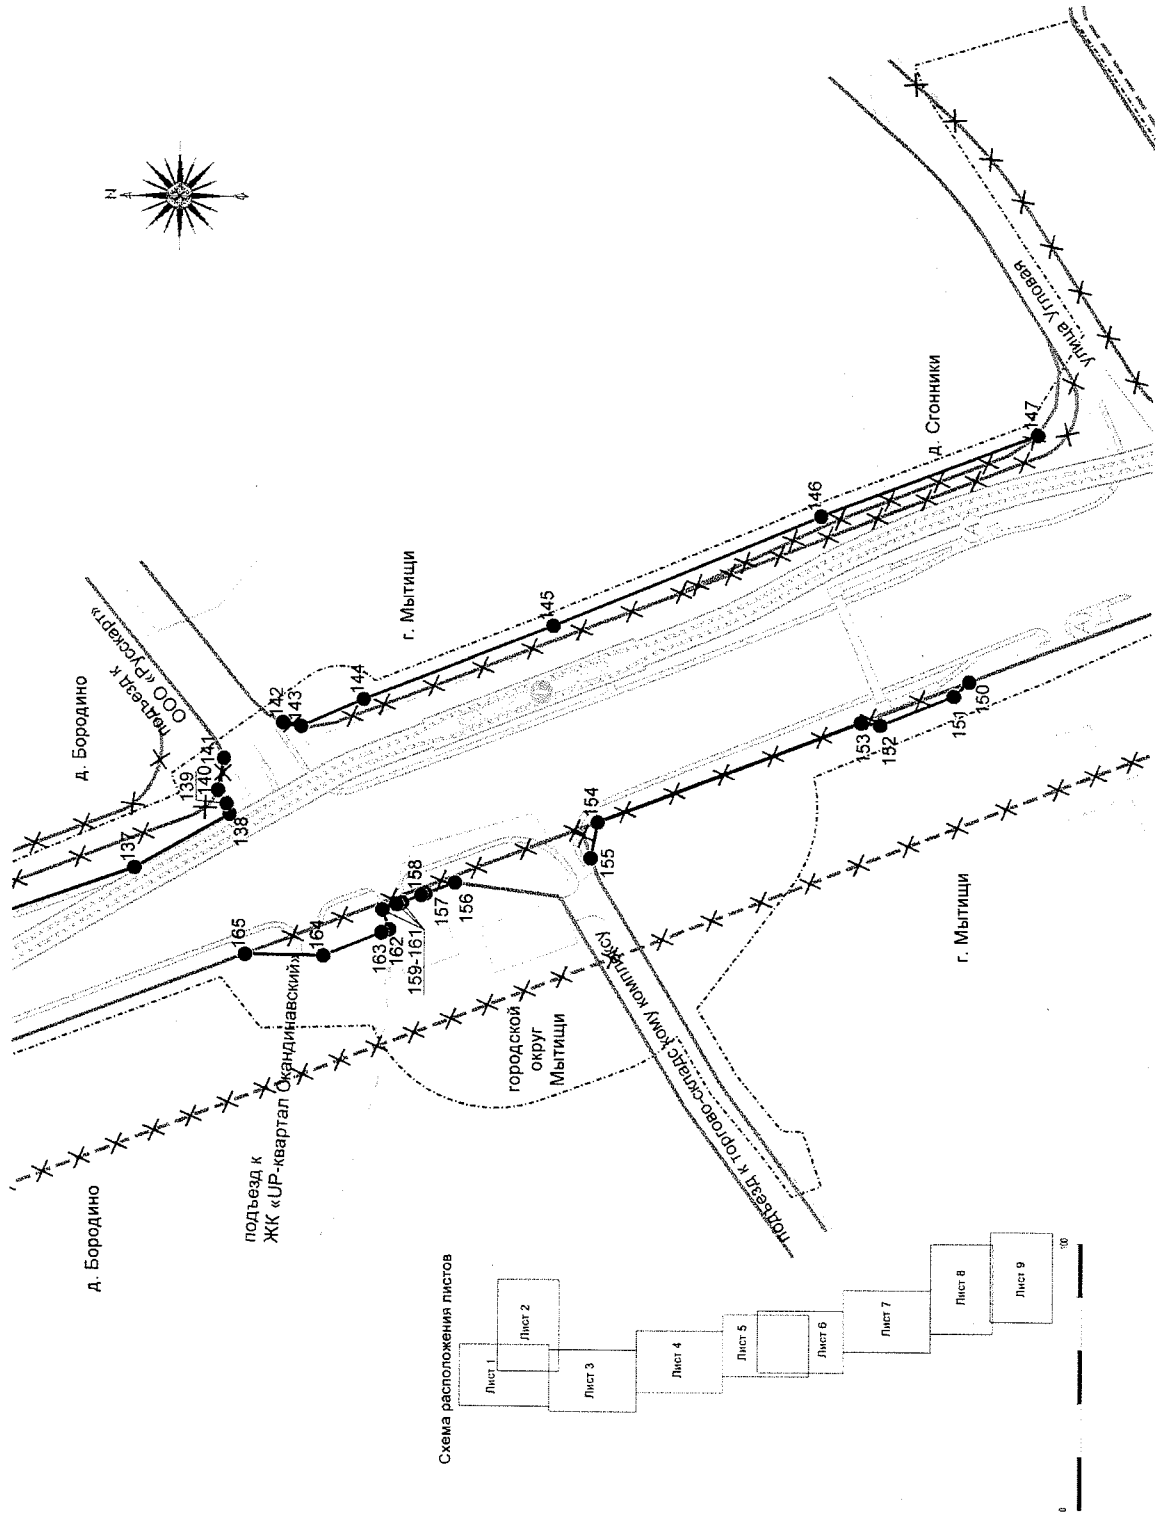 N
д. Бородино
подъезд к
ООО «Русскарт»
137
138
139
140
141
142
143
144
г. Мытищи
145
146
д. Сгонники
147
улица Угловая
150
151
152
153
154
155
156
157
158
159-161
162
163
164
165
д. Бородино
подъезд к
ЖК «UP-квартал Скандинавский»
городской
округ
Мытищи
подъезд к торгово-складскому комплексу
г. Мытищи
Схема расположения листов
Лист 1
Лист 2
Лист 3
Лист 4
Лист 5
Лист 6
Лист 7
Лист 8
Лист 9
0
100